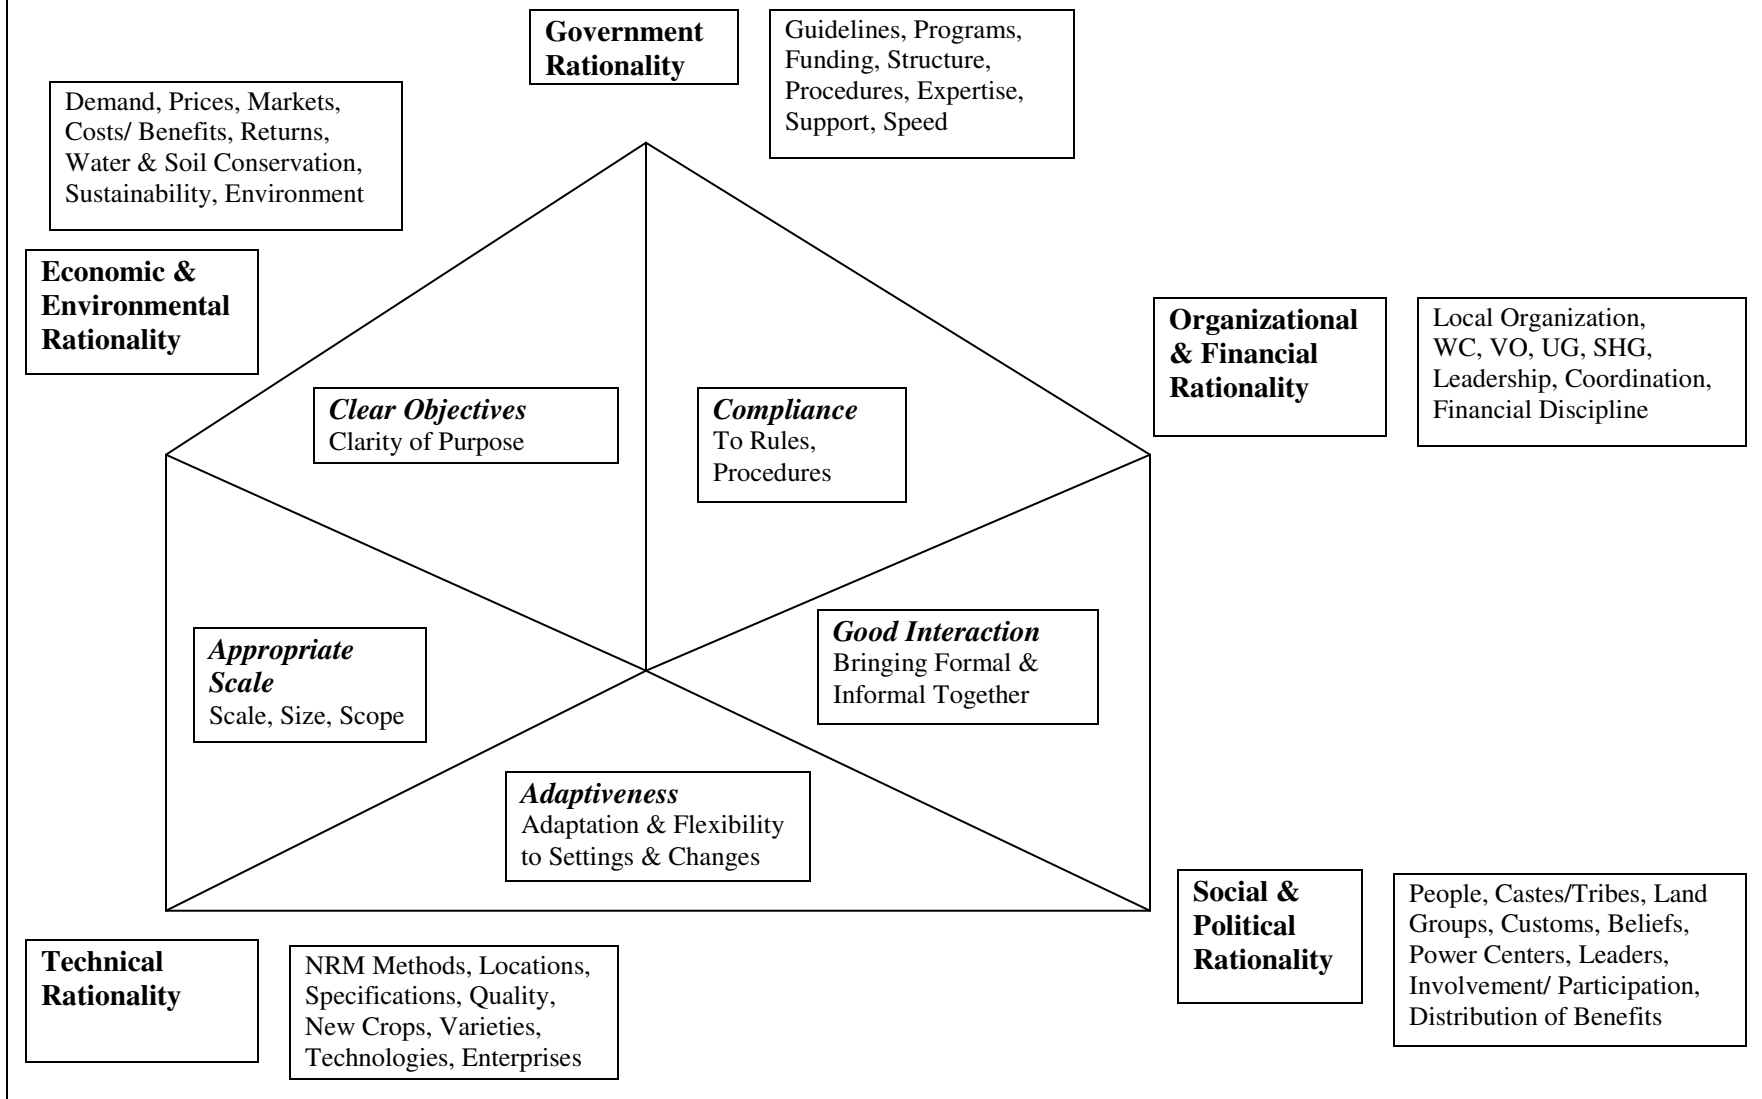 Government
Rationality
Guidelines, Programs,
Funding, Structure,
Procedures, Expertise,
Support, Speed
Demand, Prices, Markets,
Costs/ Benefits, Returns,
Water & Soil Conservation,
Sustainability, Environment
Economic &
Environmental
Rationality
Organizational
& Financial
Rationality
Local Organization,
WC, VO, UG, SHG,
Leadership, Coordination,
Financial Discipline
Clear Objectives
Clarity of Purpose
Compliance
To Rules,
Procedures
Appropriate
Scale
Scale, Size, Scope
Good Interaction
Bringing Formal &
Informal Together
Adaptiveness
Adaptation & Flexibility
to Settings & Changes
Technical
Rationality
NRM Methods, Locations,
Specifications, Quality,
New Crops, Varieties,
Technologies, Enterprises
Social &
Political
Rationality
People, Castes/Tribes, Land
Groups, Customs, Beliefs,
Power Centers, Leaders,
Involvement/ Participation,
Distribution of Benefits